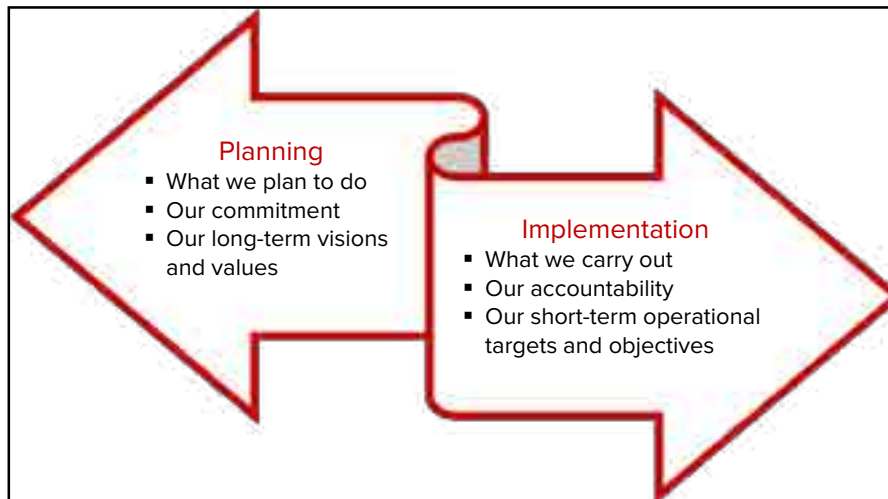 Planning
▪ What we plan to do
▪ Our commitment
▪ Our long-term visions
and values
Implementation
▪ What we carry out
▪ Our accountability
▪ Our short-term operational
targets and objectives